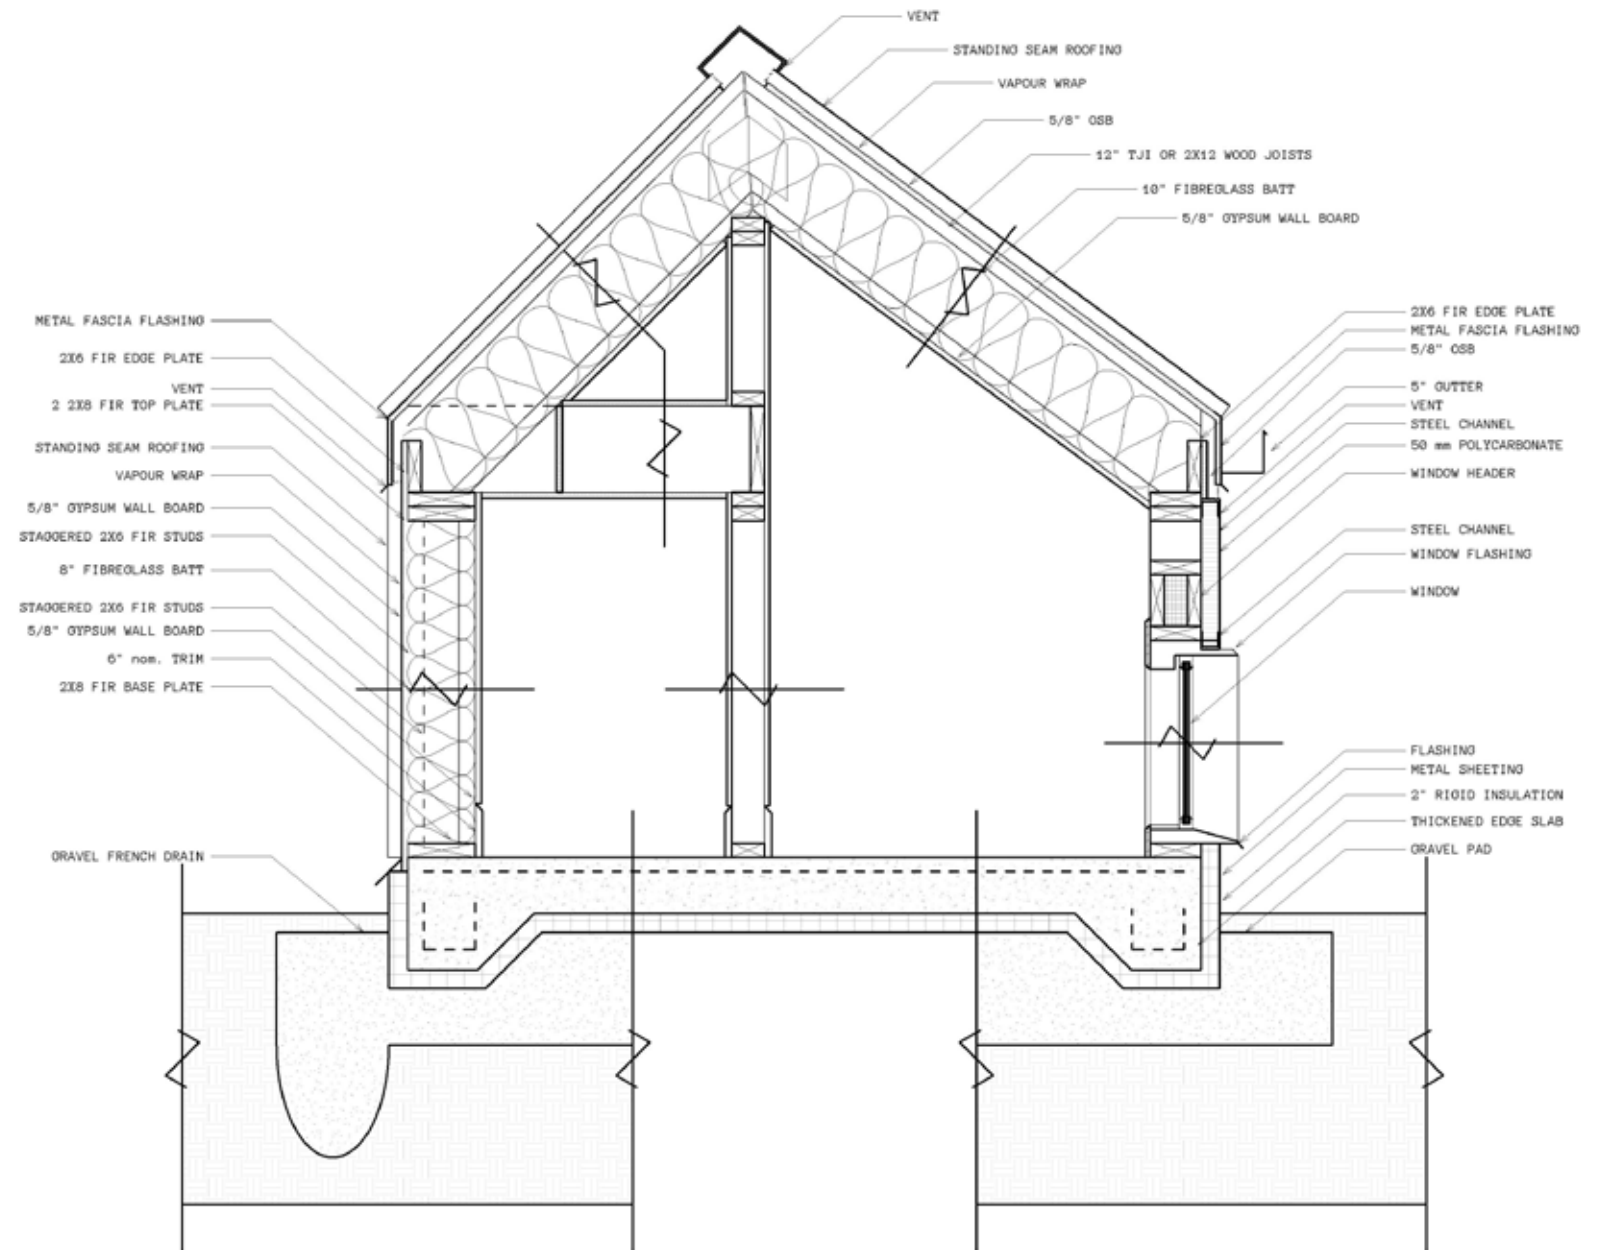 VENT
STANDING SEAM ROOFING
VAPOUR WRAP
5/8" OSB
12" TJI OR 2X12 WOOD JOISTS
10" FIBREGLASS BATT
5/8" GYPSUM WALL BOARD
METAL FASCIA FLASHING
2X6 FIR EDGE PLATE
VENT
2 2X8 FIR TOP PLATE
STANDING SEAM ROOFING
VAPOUR WRAP
5/8" GYPSUM WALL BOARD
STAGGERED 2X6 FIR STUDS
8" FIBREGLASS BATT
STAGGERED 2X6 FIR STUDS
5/8" GYPSUM WALL BOARD
6" nom. TRIM
2X8 FIR BASE PLATE
GRAVEL FRENCH DRAIN
2X6 FIR EDGE PLATE
METAL FASCIA FLASHING
5/8" OSB
5" GUTTER
VENT
STEEL CHANNEL
50 mm POLYCARBONATE
WINDOW HEADER
STEEL CHANNEL
WINDOW FLASHING
WINDOW
FLASHING
METAL SHEETING
2" RIGID INSULATION
THICKENED EDGE SLAB
GRAVEL PAD